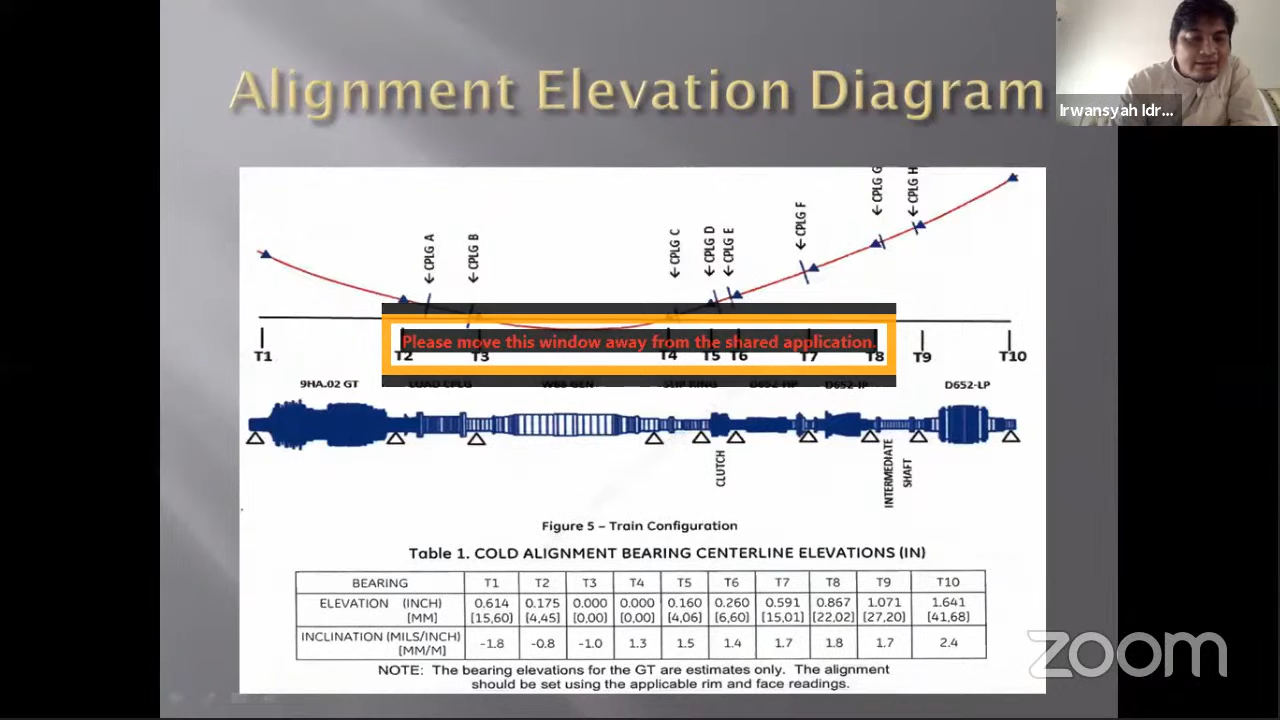 Alignment Elevation Diagram
Irwansyah Idr...
←CPLG A
←CPLG B
←CPLG C
←CPLG D
←CPLG E
←CPLG F
←CPLG G
←CPLG H
Please move this window away from the shared application.
T1 T2 T3 T4 T5 T6 T7 T8 T9 T10
9HA.02 GT LOAD CPLG W88 GEN SLIP RING D652-HP D652-IP D652-LP
CLUTCH
INTERMEDIATE
SHAFT
Figure 5 – Train Configuration
Table 1. COLD ALIGNMENT BEARING CENTERLINE ELEVATIONS (IN)
BEARING T1 T2 T3 T4 T5 T6 T7 T8 T9 T10
ELEVATION (INCH) 0.614 0.175 0.000 0.000 0.160 0.260 0.591 0.867 1.071 1.641
[MM] [15,60] [4,45] [0,00] [0,00] [4,06] [6,60] [15,01] [22,02] [27,20] [41,68]
INCLINATION (MILS/INCH) -1.8 -0.8 -1.0 1.3 1.5 1.4 1.7 1.8 1.7 2.4
[MM/M]
NOTE: The bearing elevations for the GT are estimates only. The alignment
should be set using the applicable rim and face readings.
zoom